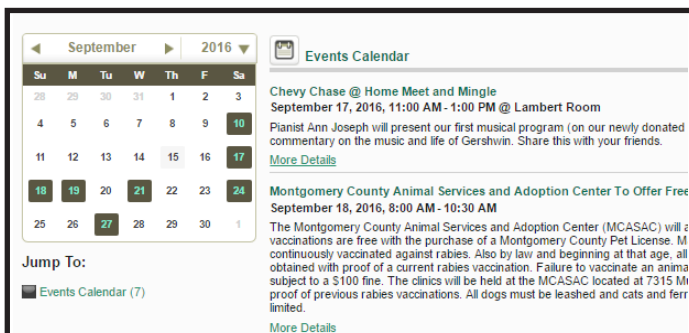 September 2016
Su M Tu W Th F Sa
28 29 30 31 1 2 3
4 5 6 7 8 9 10
11 12 13 14 15 16 17
18 19 20 21 22 23 24
25 26 27 28 29 30 1
Jump To:
Events Calendar (7)
Events Calendar
Chevy Chase @ Home Meet and Mingle
September 17, 2016, 11:00 AM - 1:00 PM @ Lambert Room
Pianist Ann Joseph will present our first musical program (on our newly donated
commentary on the music and life of Gershwin. Share this with your friends.
More Details
Montgomery County Animal Services and Adoption Center To Offer Free
September 18, 2016, 8:00 AM - 10:30 AM
The Montgomery County Animal Services and Adoption Center (MCASAC) will a
vaccinations are free with the purchase of a Montgomery County Pet License. M
continuously vaccinated against rabies. Also by law and beginning at that age, all
obtained with proof of a current rabies vaccination. Failure to vaccinate an anima
subject to a $100 fine. The clinics will be held at the MCASAC located at 7315 Mu
proof of previous rabies vaccinations. All dogs must be leashed and cats and ferr
limited.
More Details